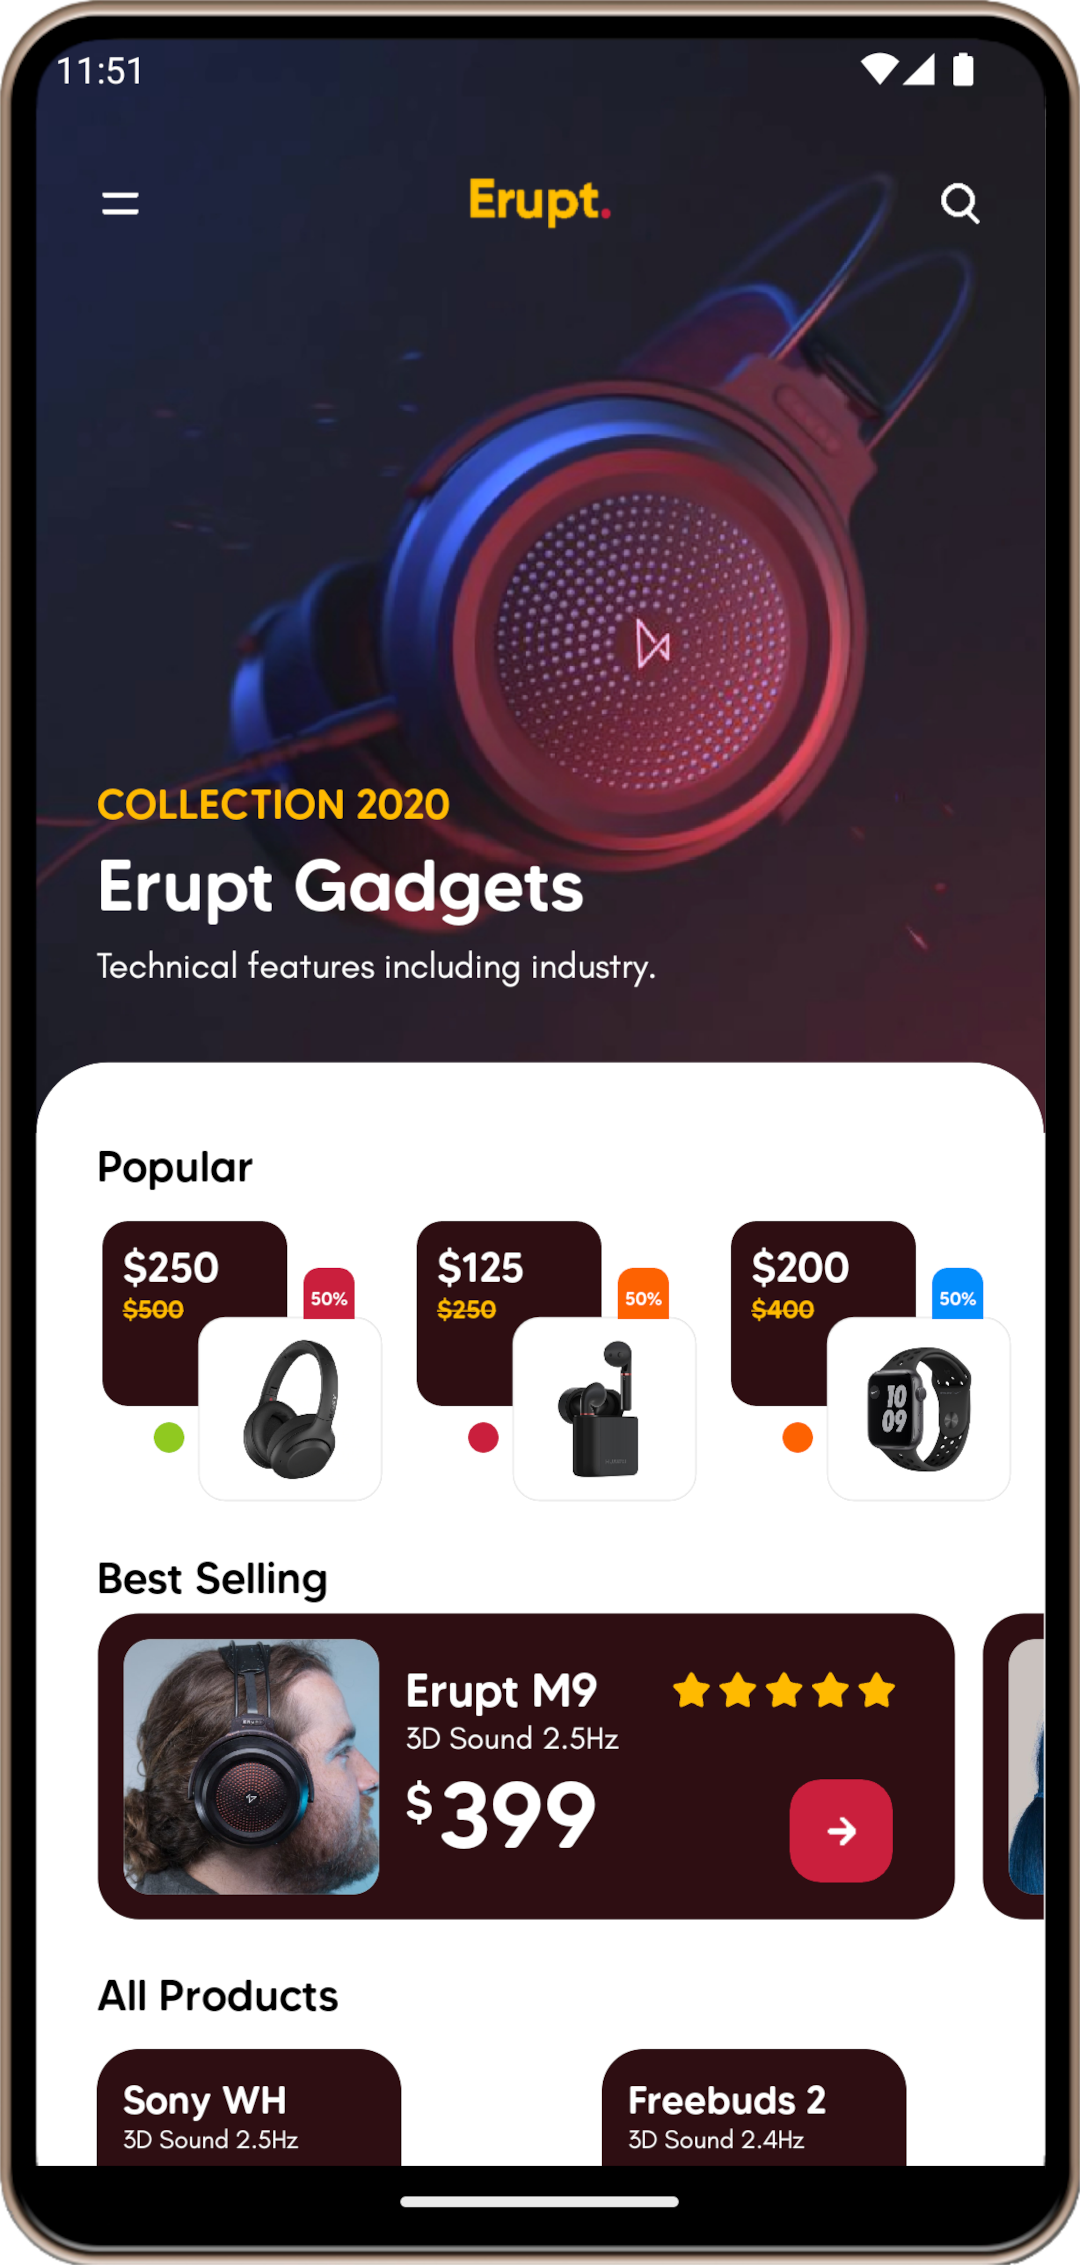 11:51
Erupt.
COLLECTION 2020
Erupt Gadgets
Technical features including industry.
Popular
$250
$500
50%
$125
$250
50%
$200
$400
50%
10
09
Best Selling
Erupt M9
3D Sound 2.5Hz
$399
All Products
Sony WH
3D Sound 2.5Hz
Freebuds 2
3D Sound 2.4Hz